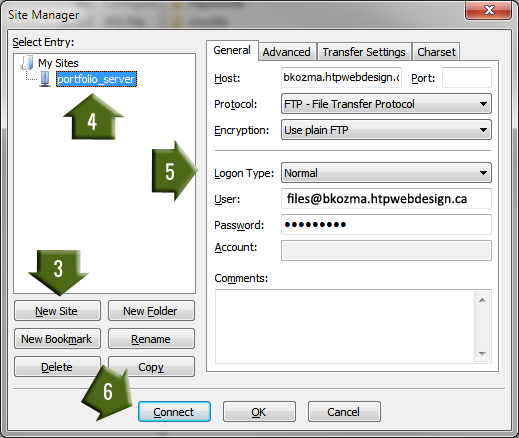 Site Manager
Select Entry:
My Sites
portfolio_server
4
3
New Site
New Folder
New Bookmark
Rename
Delete
Copy
General
Advanced
Transfer Settings
Charset
Host:
bkozma.htpwebdesign.c
Port:
Protocol:
FTP - File Transfer Protocol
Encryption:
Use plain FTP
5
Logon Type:
Normal
User:
files@bkozma.htpwebdesign.ca
Password:
●●●●●●●●●
Account:
Comments:
6
Connect
OK
Cancel